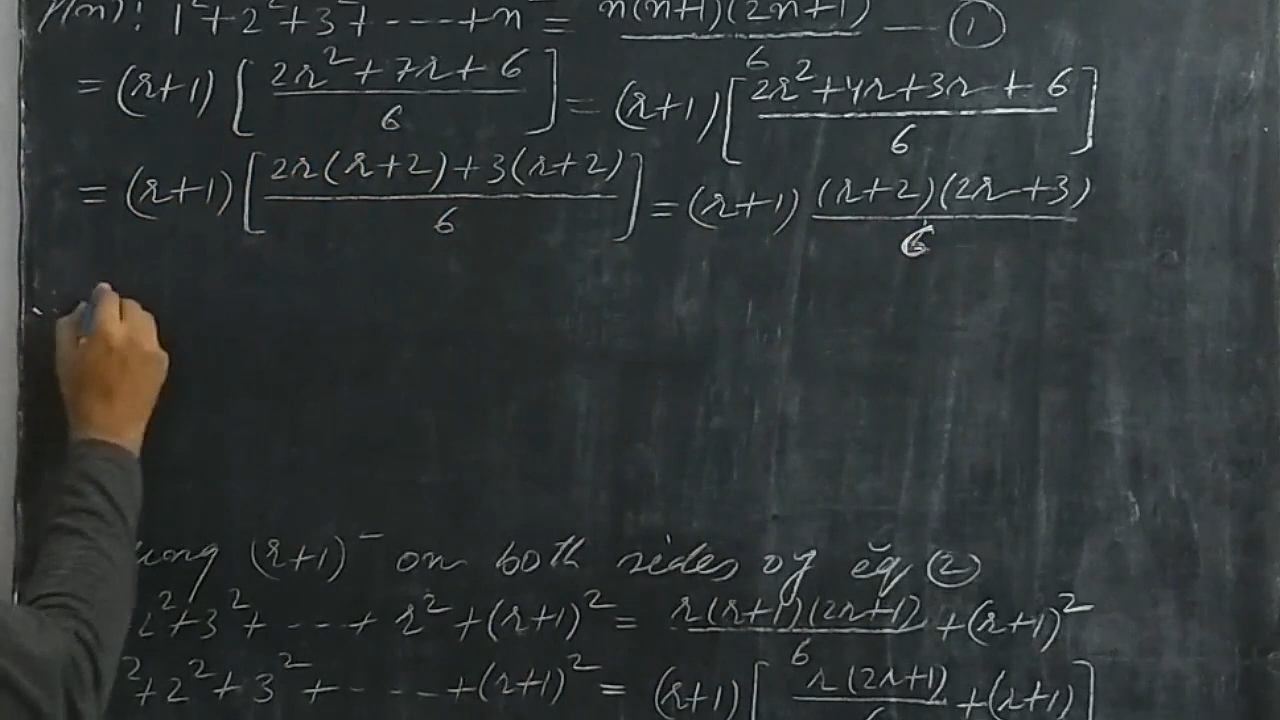 P(n): 1²+2²+3²+ ----- +n² = n(n+1)(2n+1)/6 — ①
= (r+1) [ (2r²+7r+6)/6 ] = (r+1) [ (2r²+4r+3r+6)/6 ]
= (r+1) [ (2r(r+2)+3(r+2))/6 ] = (r+1) (r+2)(2r+3)/6
(r+1)² on both sides of eq ②
2²+3²+ --- + r²+(r+1)² = r(r+1)(2r+1)/6 +(r+1)²
²+2²+3²+ ---- +(r+1)² = (r+1) [ r(2r+1)/6 +(r+1) ]